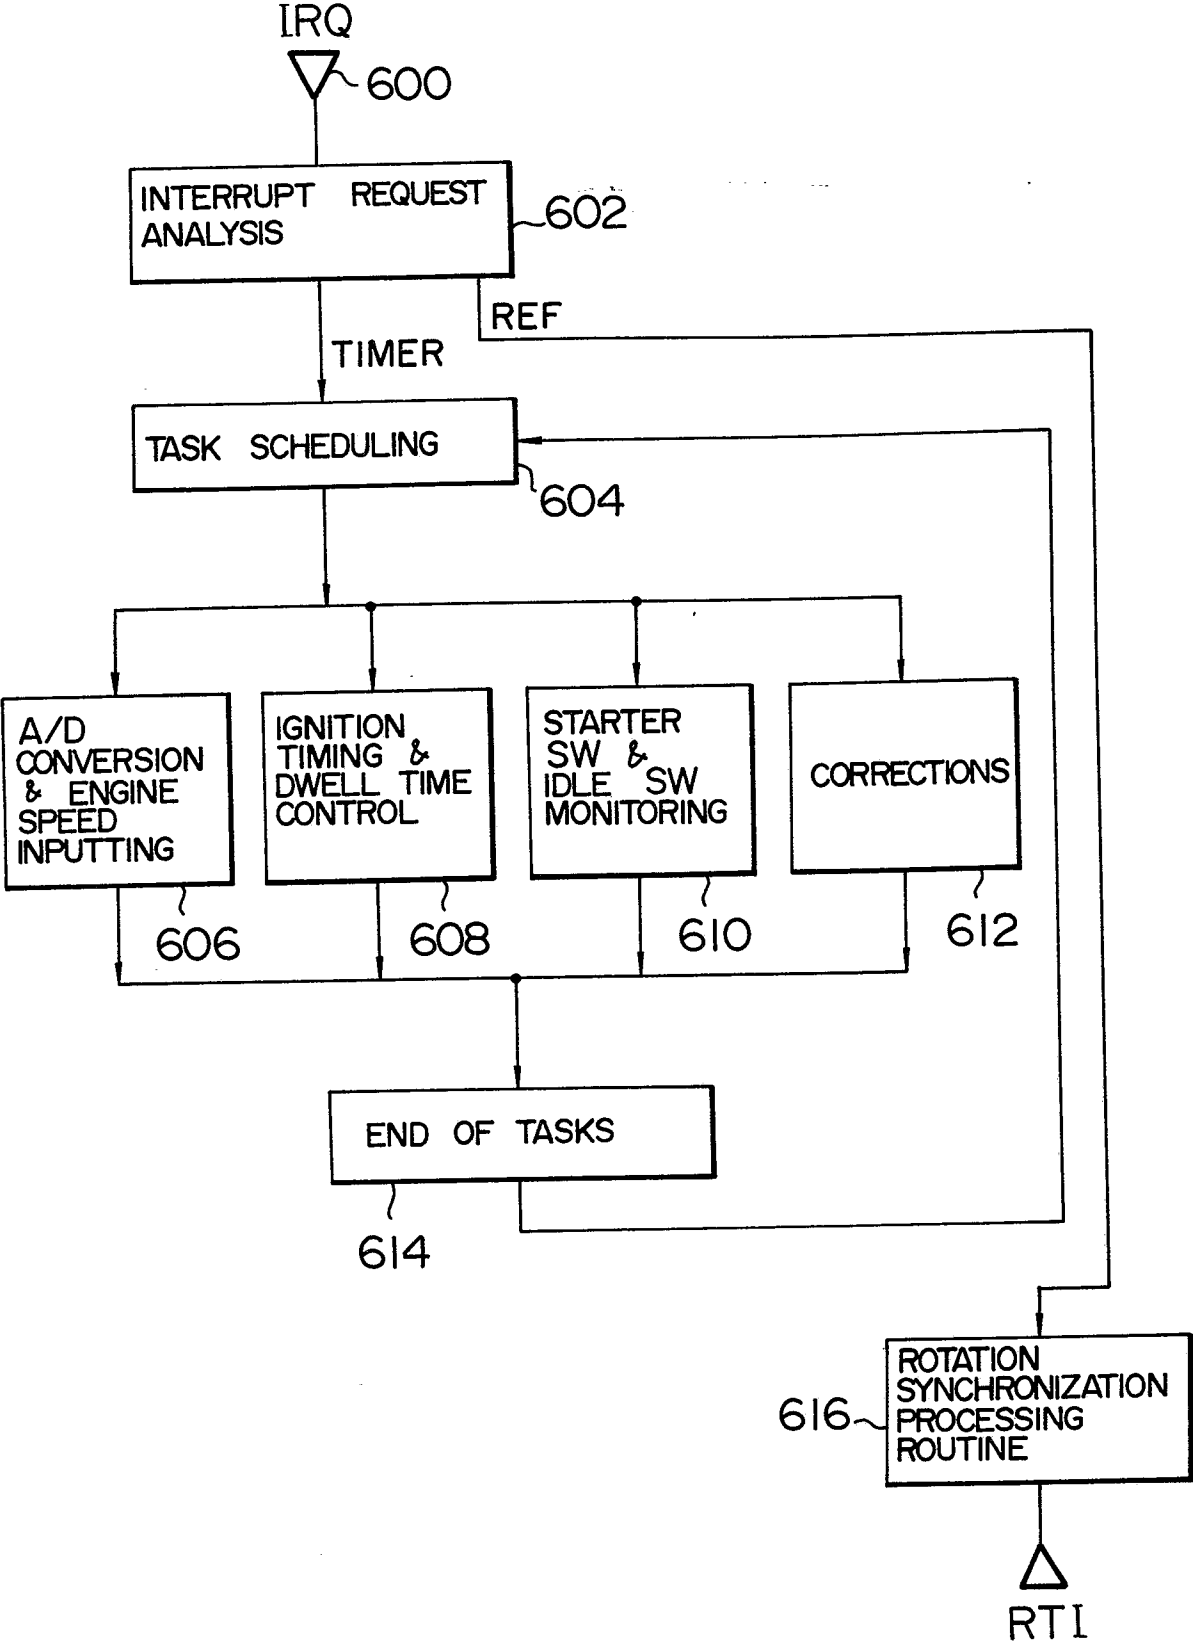 IRQ
600
INTERRUPT REQUEST
ANALYSIS
602
REF
TIMER
TASK SCHEDULING
604
A/D
CONVERSION
& ENGINE
SPEED
INPUTTING
606
IGNITION
TIMING &
DWELL TIME
CONTROL
608
STARTER
SW &
IDLE SW
MONITORING
610
CORRECTIONS
612
END OF TASKS
614
ROTATION
SYNCHRONIZATION
PROCESSING
ROUTINE
616
RTI